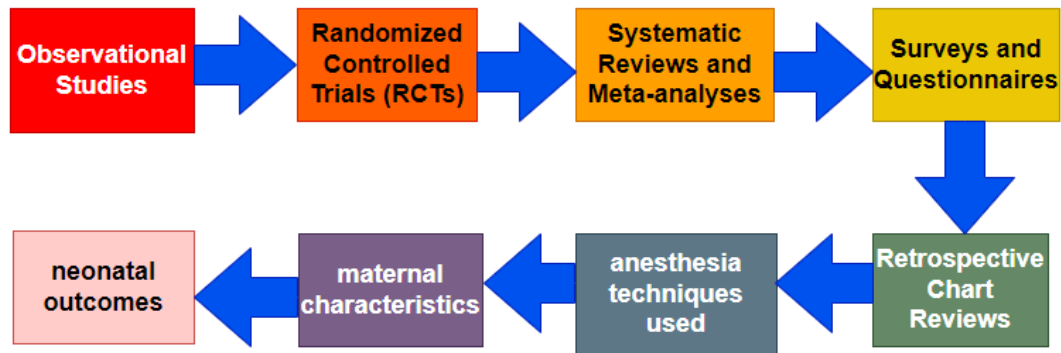 Observational
Studies
Randomized
Controlled
Trials (RCTs)
Systematic
Reviews and
Meta-analyses
Surveys and
Questionnaires
Retrospective
Chart
Reviews
anesthesia
techniques
used
maternal
characteristics
neonatal
outcomes